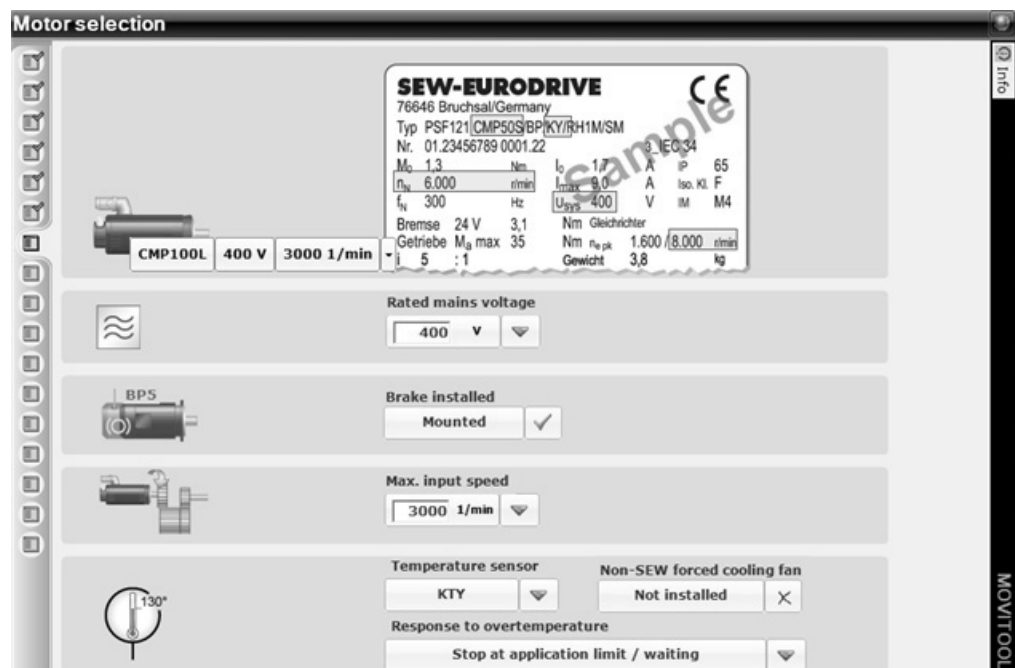 Motor selection
Info
SEW-EURODRIVE CE
76646 Bruchsal/Germany
Typ PSF121 CMP50S/BP/KY/RH1M/SM
Nr. 01.23456789 0001.22 3_IEC 34
M0 1,3 Nm I0 1,7 A IP 65
nN 6.000 r/min Imax 9,0 A Iso. Kl. F
fN 300 Hz Usys 400 V IM M4
Bremse 24 V 3,1 Nm Gleichrichter
Getriebe Ma max 35 Nm ne pk 1.600 / 8.000 r/min
i 5 :1 Gewicht 3,8 kg
Sample
CMP100L 400 V 3000 1/min
Rated mains voltage
400 V
BP5
Brake installed
Mounted
Max. input speed
3000 1/min
Temperature sensor Non-SEW forced cooling fan
130°
KTY Not installed
Response to overtemperature
Stop at application limit / waiting
MOVITOOL